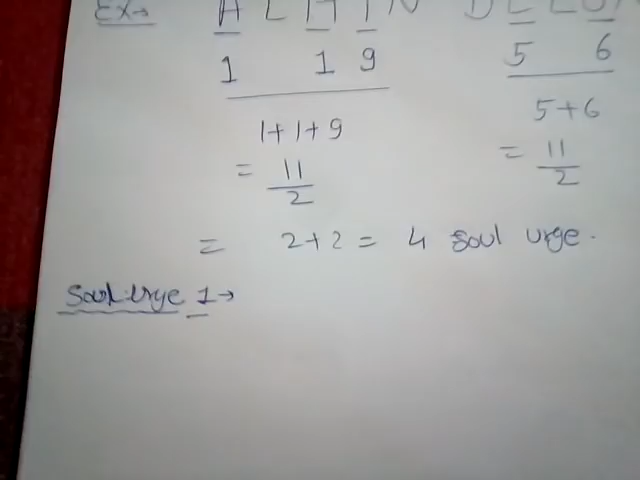 Ex→ A L A I N D E L O
1 1 9 5 6
1+1+9 5+6
= 11/2 = 11/2
= 2+2 = 4 Soul urge.
Soul Urge 1→